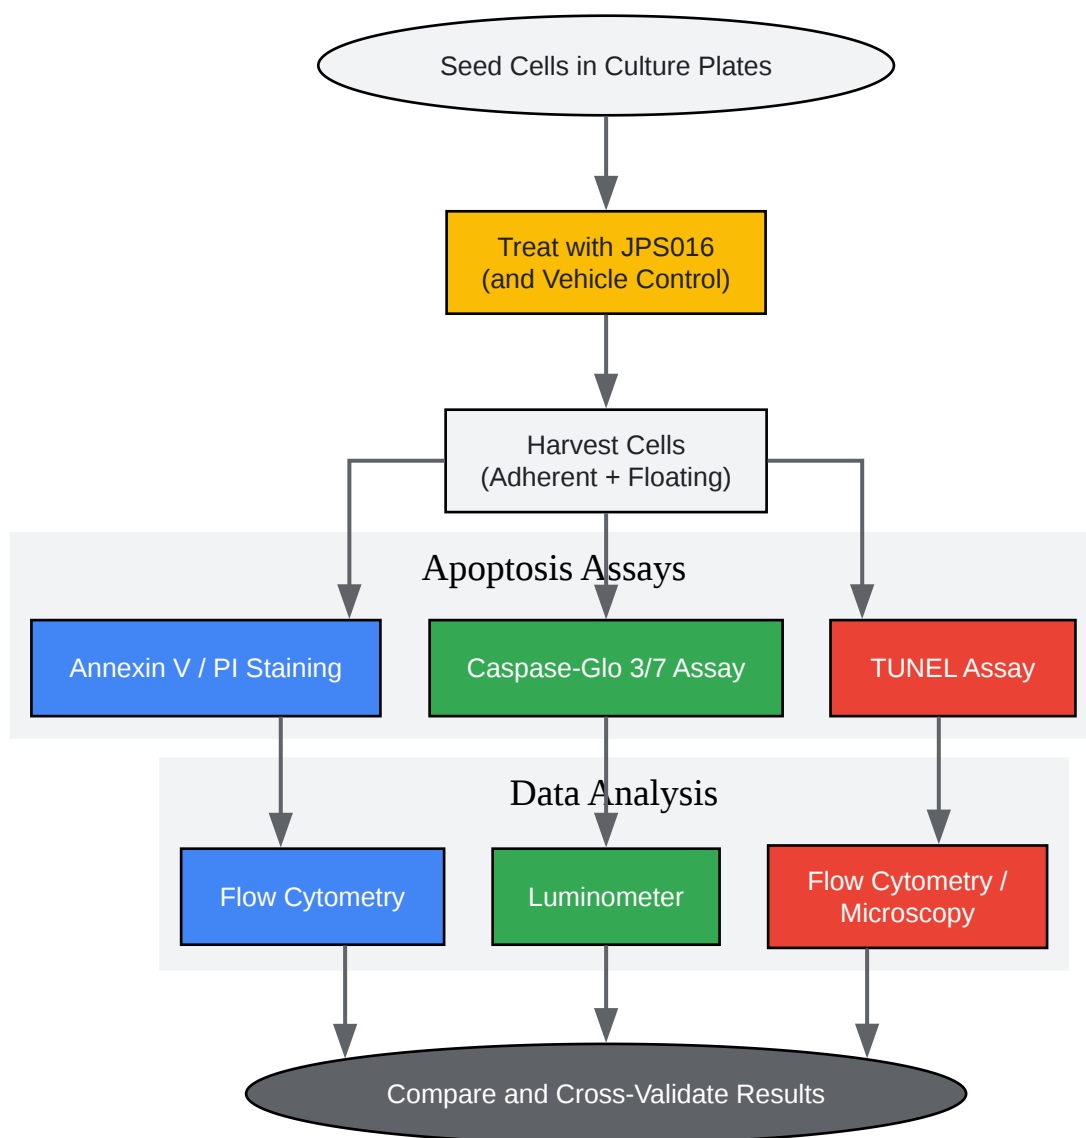 Seed Cells in Culture Plates
Treat with JPS016
(and Vehicle Control)
Harvest Cells
(Adherent + Floating)
Apoptosis Assays
Annexin V / PI Staining
Caspase-Glo 3/7 Assay
TUNEL Assay
Data Analysis
Flow Cytometry
Luminometer
Flow Cytometry /
Microscopy
Compare and Cross-Validate Results